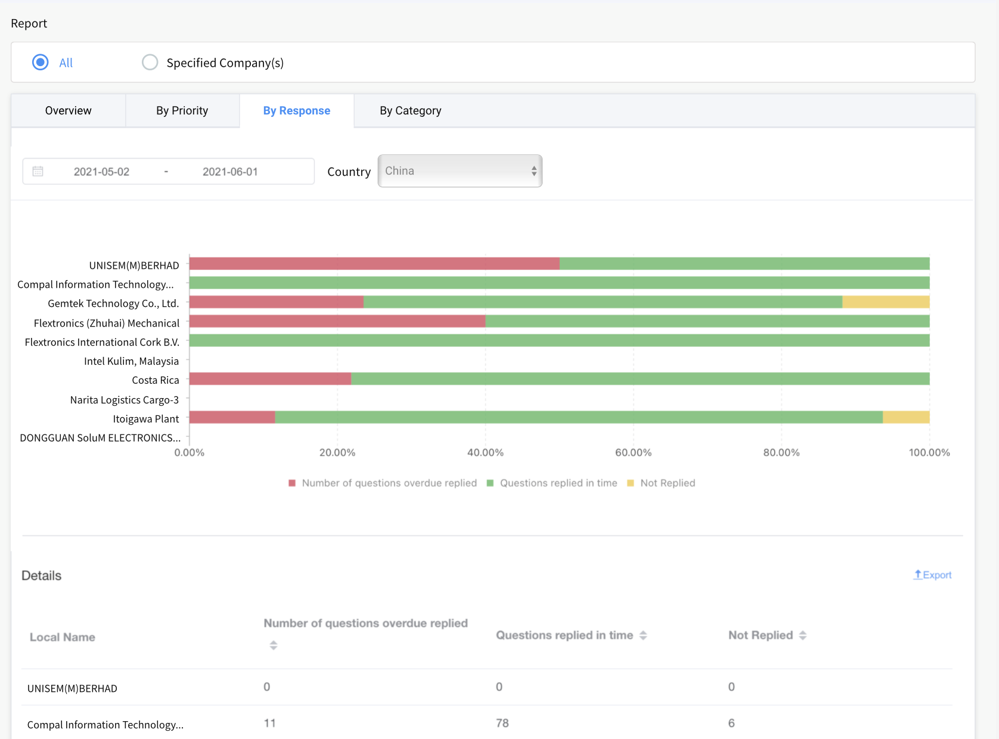 Report
All Specified Company(s)
Overview By Priority By Response By Category
2021-05-02 - 2021-06-01 Country China
UNISEM(M)BERHAD
Compal Information Technology...
Gemtek Technology Co., Ltd.
Flextronics (Zhuhai) Mechanical
Flextronics International Cork B.V.
Intel Kulim, Malaysia
Costa Rica
Narita Logistics Cargo-3
Itoigawa Plant
DONGGUAN SoluM ELECTRONICS...
0.00% 20.00% 40.00% 60.00% 80.00% 100.00%
Number of questions overdue replied Questions replied in time Not Replied
Details Export
Local Name Number of questions overdue replied Questions replied in time Not Replied
UNISEM(M)BERHAD 0 0 0
Compal Information Technology... 11 78 6